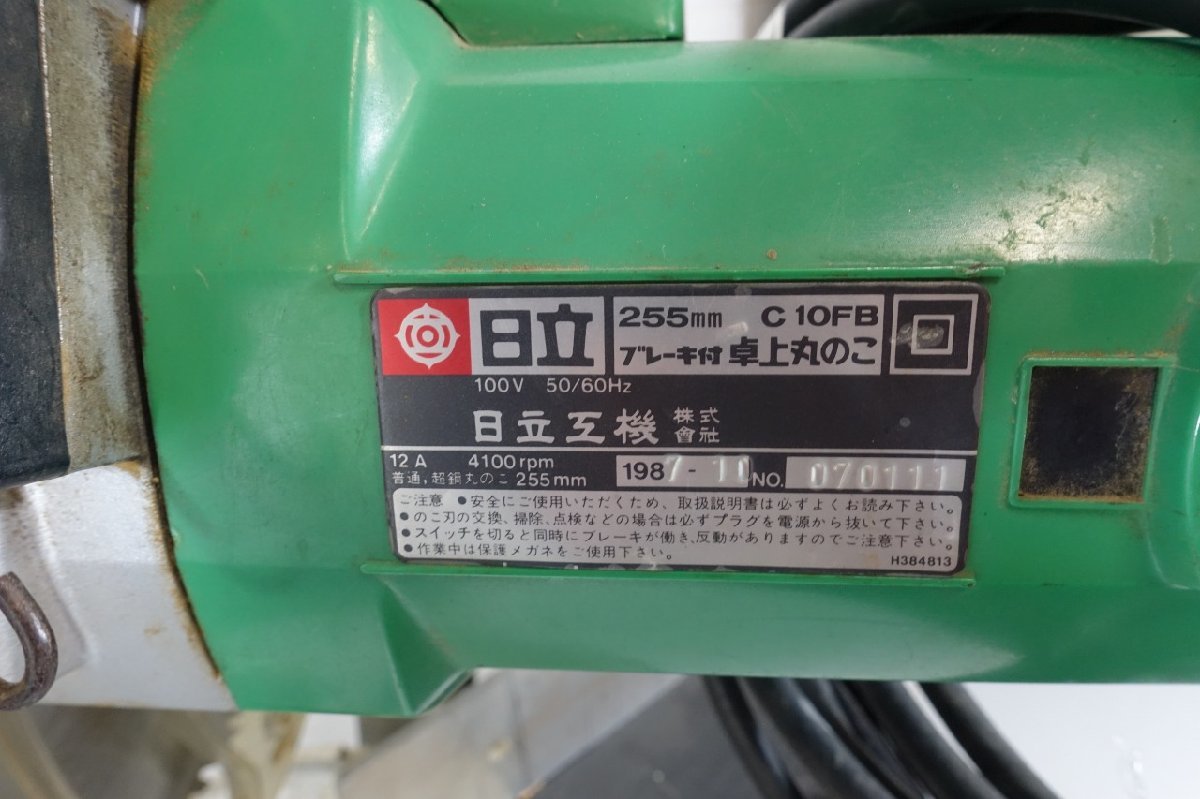 日立
255mm C10FB
ブレーキ付 卓上丸のこ
100V 50/60Hz
日立工機 株式會社
12A 4100rpm
普通,超鋼丸のこ 255mm
1987-10 NO. 070111
ご注意 ●安全にご使用いただくため、取扱説明書は必ずよくお読み下さい。
●のこ刃の交換、掃除、点検などの場合は必ずプラグを電源から抜いて下さい。
●スイッチを切ると同時にブレーキが働き、反動がありますのでご注意下さい。
●作業中は保護メガネをご使用下さい。
H384813